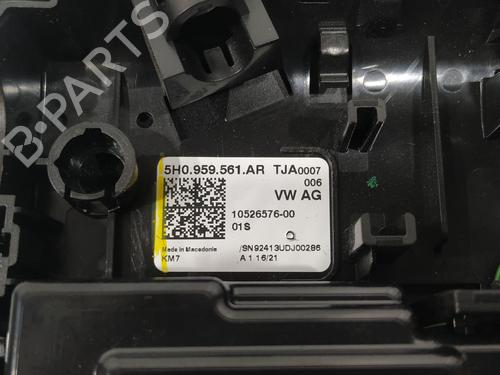 B-PARTS
5H0.959.561.AR TJA0007
006
VW AG
10526576-00
01S
Made in Macedonia /SN92413UDJ00286
KM7 A 1 16/21